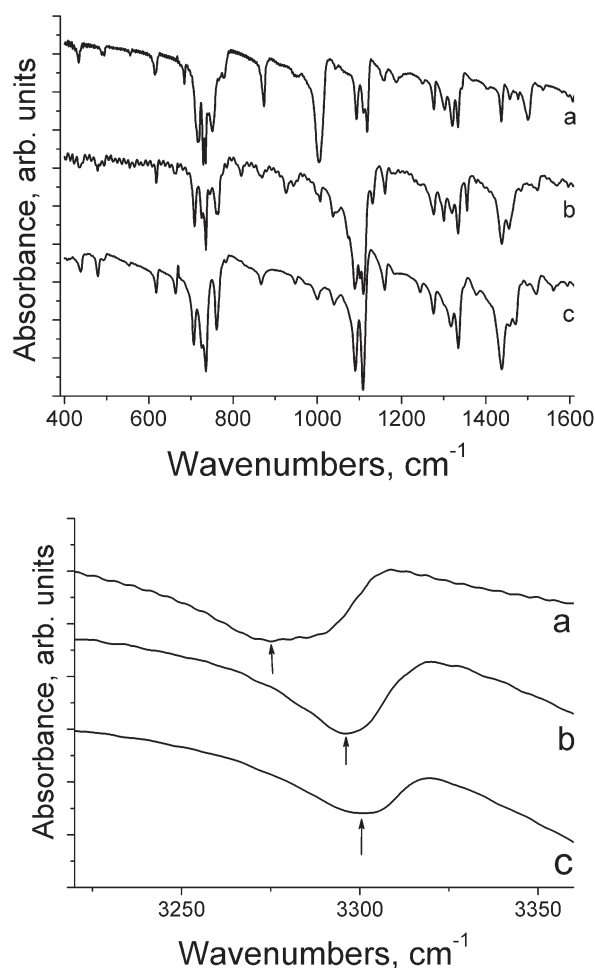 Absorbance, arb. units
a
b
c
400 600 800 1000 1200 1400 1600
Wavenumbers, cm-1
Absorbance, arb. units
a
b
c
3250 3300 3350
Wavenumbers, cm-1